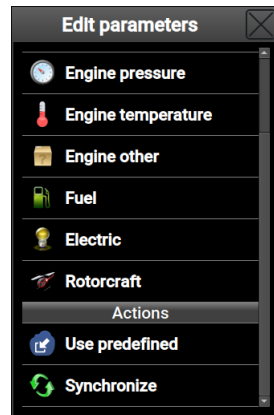 Edit parameters
Engine pressure
Engine temperature
Engine other
Fuel
Electric
Rotorcraft
Actions
Use predefined
Synchronize